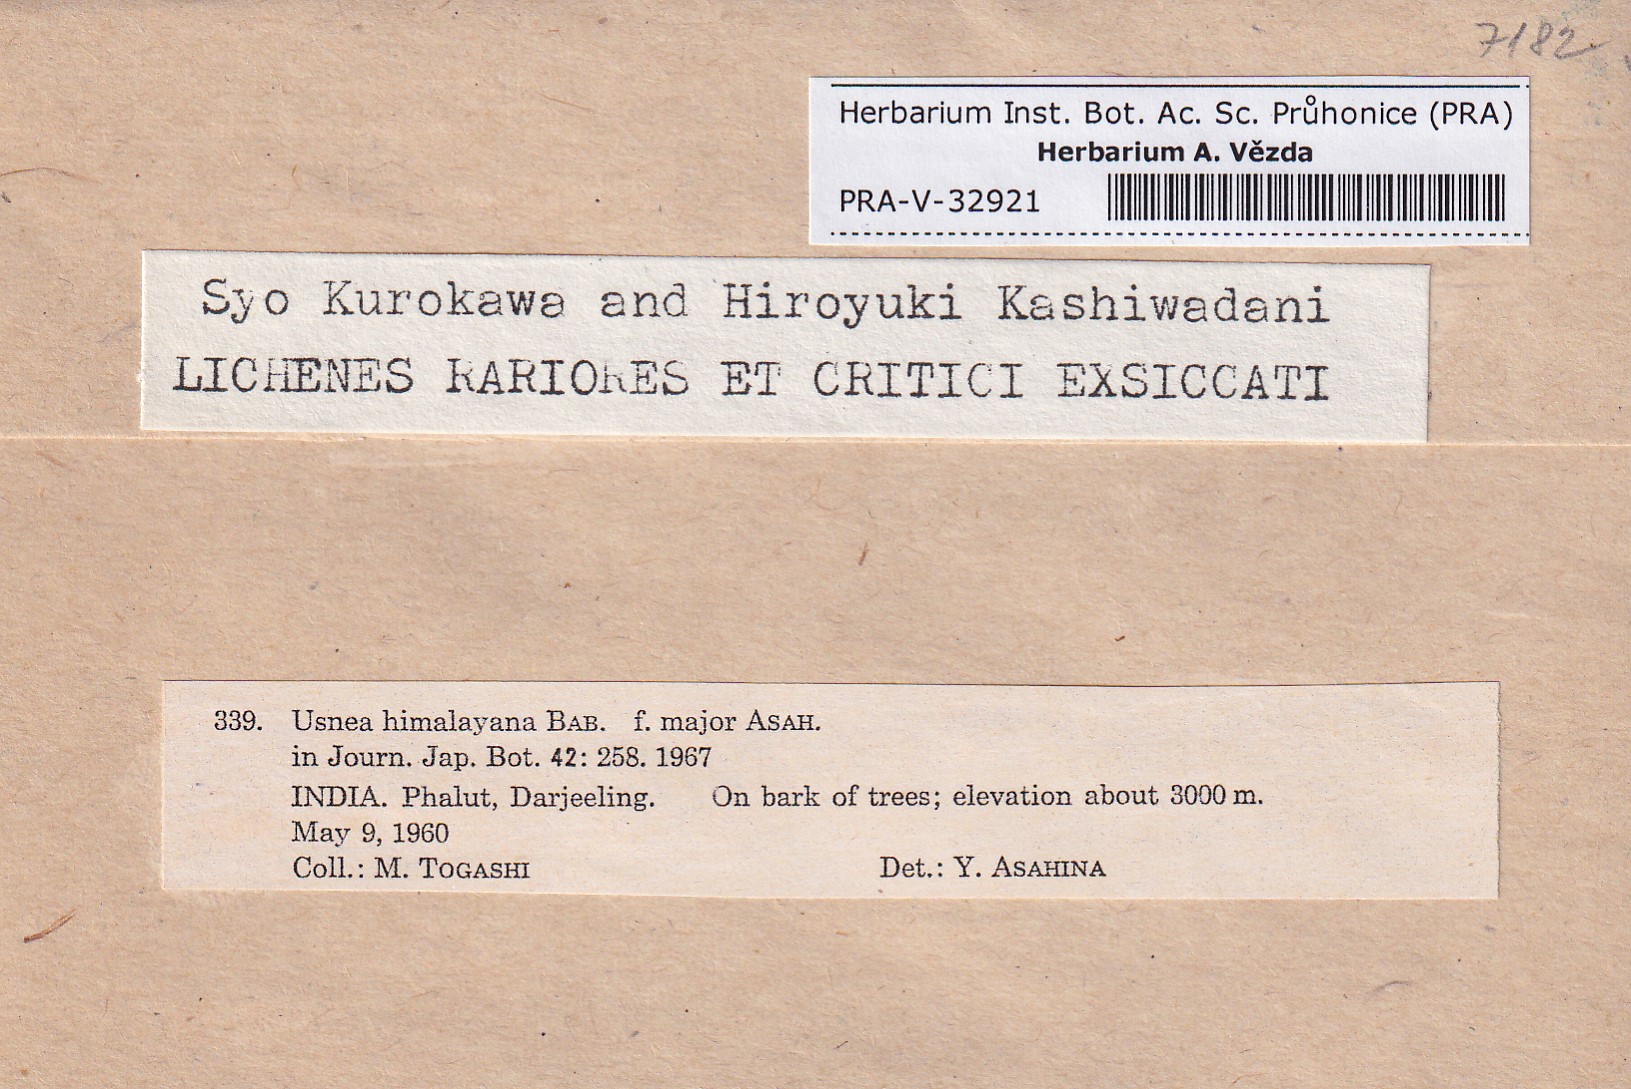 7182
Herbarium Inst. Bot. Ac. Sc. Průhonice (PRA)
Herbarium A. Vězda
PRA-V-32921
Syo Kurokawa and Hiroyuki Kashiwadani
LICHENES RARIORES ET CRITICI EXSICCATI
339. Usnea himalayana BAB. f. major ASAH.
in Journ. Jap. Bot. 42: 258. 1967
INDIA. Phalut, Darjeeling. On bark of trees; elevation about 3000 m.
May 9, 1960
Coll.: M. TOGASHI Det.: Y. ASAHINA